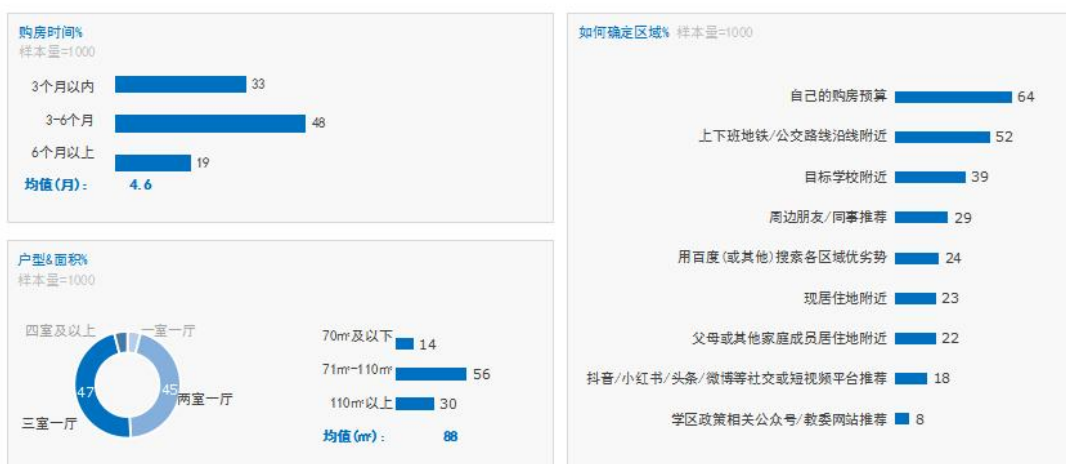 购房时间%
样本量=1000
3个月以内 33
3-6个月 48
6个月以上 19
均值(月): 4.6
户型&面积%
样本量=1000
四室及以上 一室一厅
47 45
两室一厅
三室一厅
70㎡及以下 14
71㎡-110㎡ 56
110㎡以上 30
均值(㎡): 88
如何确定区域% 样本量=1000
自己的购房预算 64
上下班地铁/公交路线沿线附近 52
目标学校附近 39
周边朋友/同事推荐 29
用百度(或其他)搜索各区域优劣势 24
现居住地附近 23
父母或其他家庭成员居住地附近 22
抖音/小红书/头条/微博等社交或短视频平台推荐 18
学区政策相关公众号/教委网站推荐 8